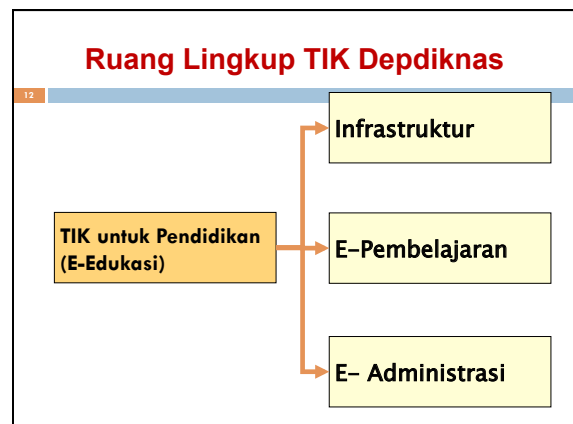 Ruang Lingkup TIK Depdiknas
12
Infrastruktur
TIK untuk Pendidikan
(E-Edukasi)
E-Pembelajaran
E- Administrasi